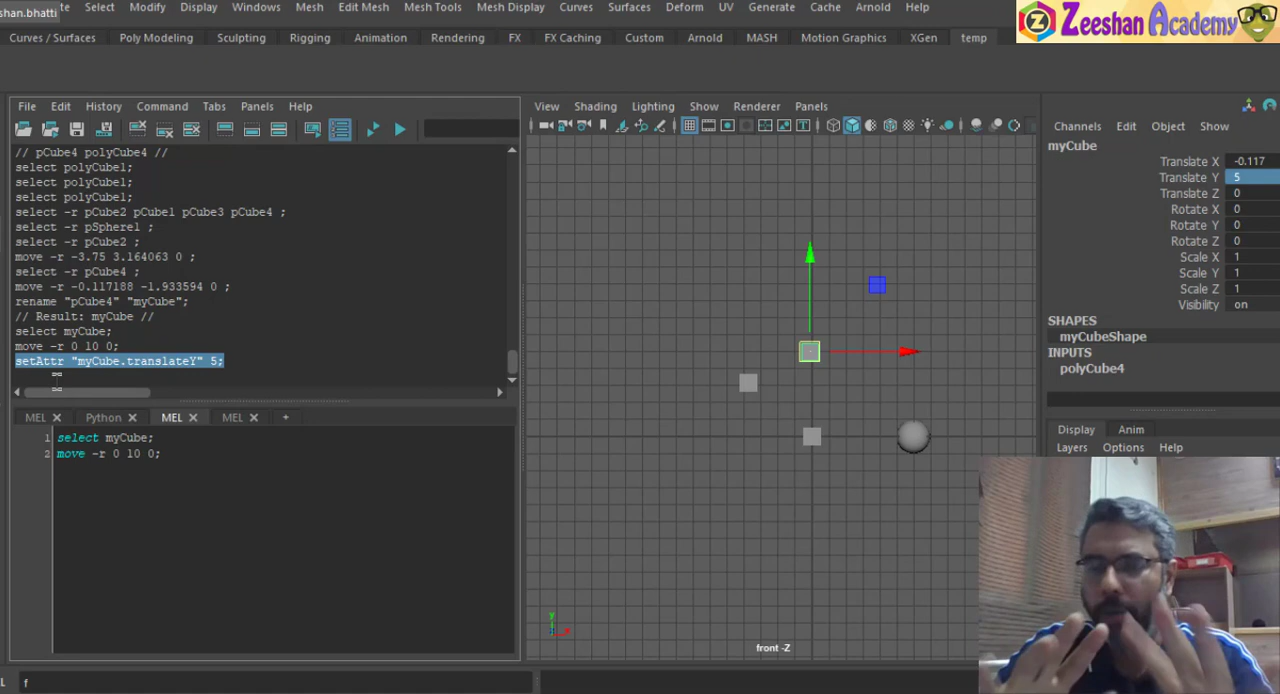 shan.bhatti
Select Modify Display Windows Mesh Edit Mesh Mesh Tools Mesh Display Curves Surfaces Deform UV Generate Cache Arnold Help
Zeeshan Academy
Curves / Surfaces Poly Modeling Sculpting Rigging Animation Rendering FX FX Caching Custom Arnold MASH Motion Graphics XGen temp
File Edit History Command Tabs Panels Help
// pCube4 polyCube4 //
select polyCube1;
select polyCube1;
select polyCube1;
select -r pCube2 pCube1 pCube3 pCube4 ;
select -r pSphere1 ;
select -r pCube2 ;
move -r -3.75 3.164063 0 ;
select -r pCube4 ;
move -r -0.117188 -1.933594 0 ;
rename "pCube4" "myCube";
// Result: myCube //
select myCube;
move -r 0 10 0;
setAttr "myCube.translateY" 5;
MEL Python MEL MEL +
1 select myCube;
2 move -r 0 10 0;
L f
View Shading Lighting Show Renderer Panels
y
x
front -Z
Channels Edit Object Show
myCube
Translate X -0.117
Translate Y 5
Translate Z 0
Rotate X 0
Rotate Y 0
Rotate Z 0
Scale X 1
Scale Y 1
Scale Z 1
Visibility on
SHAPES
myCubeShape
INPUTS
polyCube4
Display Anim
Layers Options Help